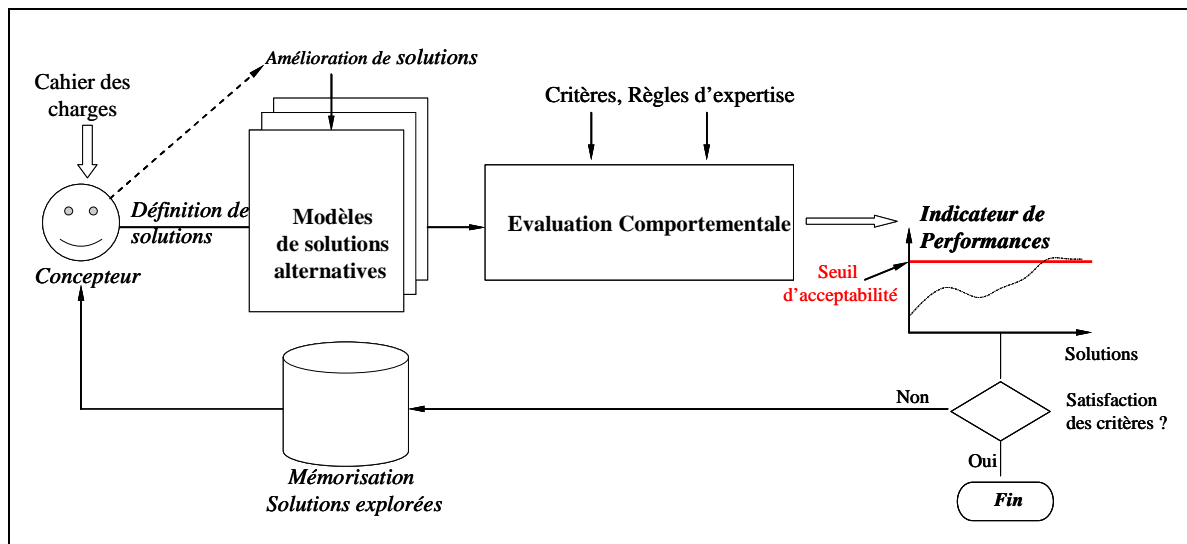 Amélioration de solutions
Cahier des
charges
Critères, Règles d'expertise
Définition de
solutions
Concepteur
Modèles
de solutions
alternatives
Evaluation Comportementale
Indicateur de
Performances
Seuil
d'acceptabilité
Solutions
Non
Satisfaction
des critères ?
Oui
Fin
Mémorisation
Solutions explorées